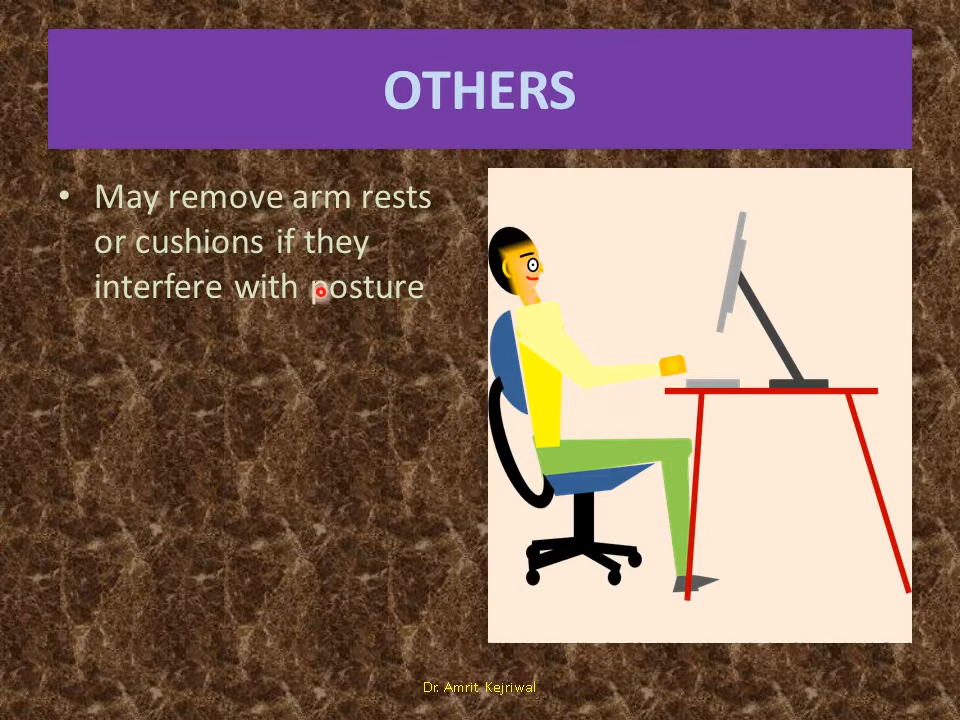 OTHERS
• May remove arm rests
or cushions if they
interfere with posture
Dr. Amrit Kejriwal